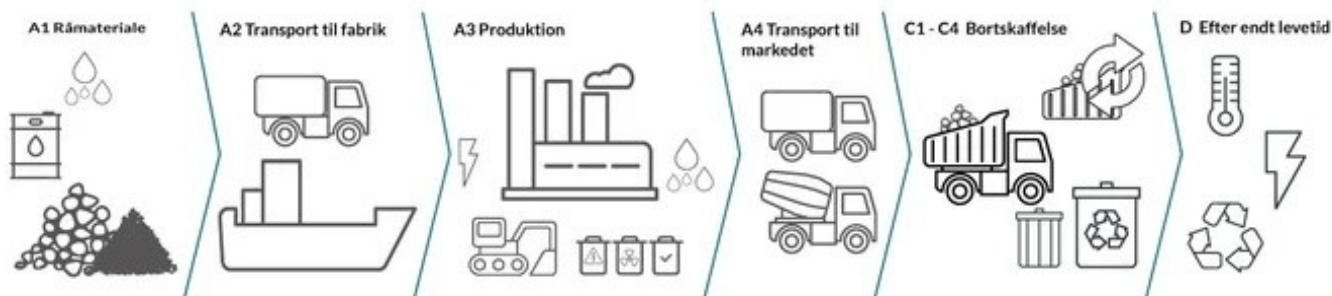 A1 Råmateriale
A2 Transport til fabrik
A3 Produktion
A4 Transport til
markedet
C1 - C4 Bortskaffelse
D Efter endt levetid